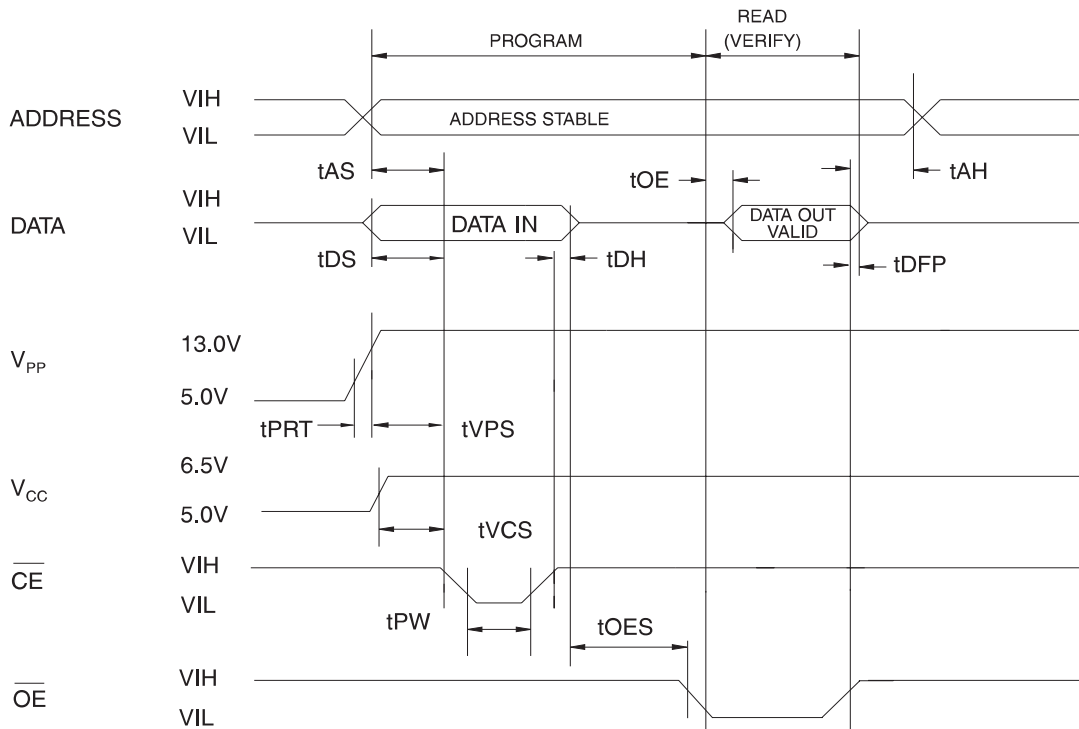 READ
PROGRAM (VERIFY)
VIH
ADDRESS ADDRESS STABLE
VIL
tAS tOE tAH
VIH
DATA DATA IN DATA OUT
VIL VALID
tDS tDH tDFP
13.0V
VPP
5.0V
tPRT tVPS
6.5V
VCC
5.0V
tVCS
VIH
CE
VIL
tPW tOES
VIH
OE
VIL